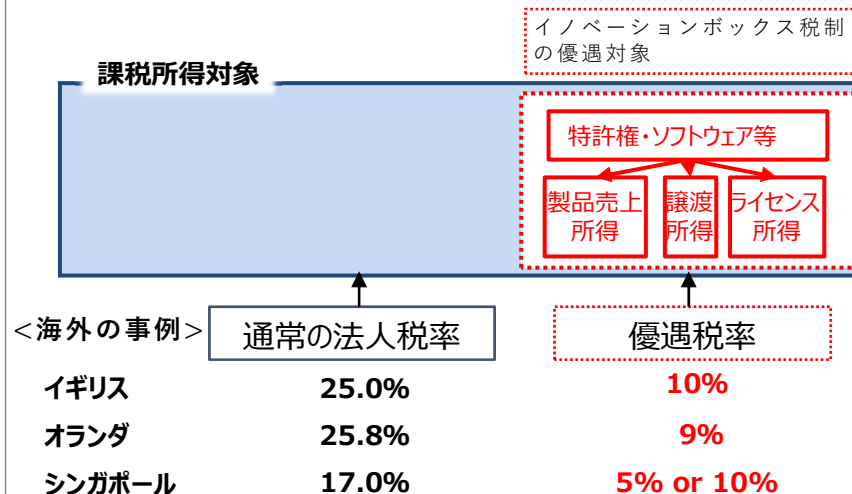 イノベーションボックス税制
の優遇対象
課税所得対象
特許権・ソフトウェア等
製品売上
所得
譲渡
所得
ライセンス
所得
<海外の事例>
通常の法人税率
優遇税率
イギリス 25.0% 10%
オランダ 25.8% 9%
シンガポール 17.0% 5% or 10%